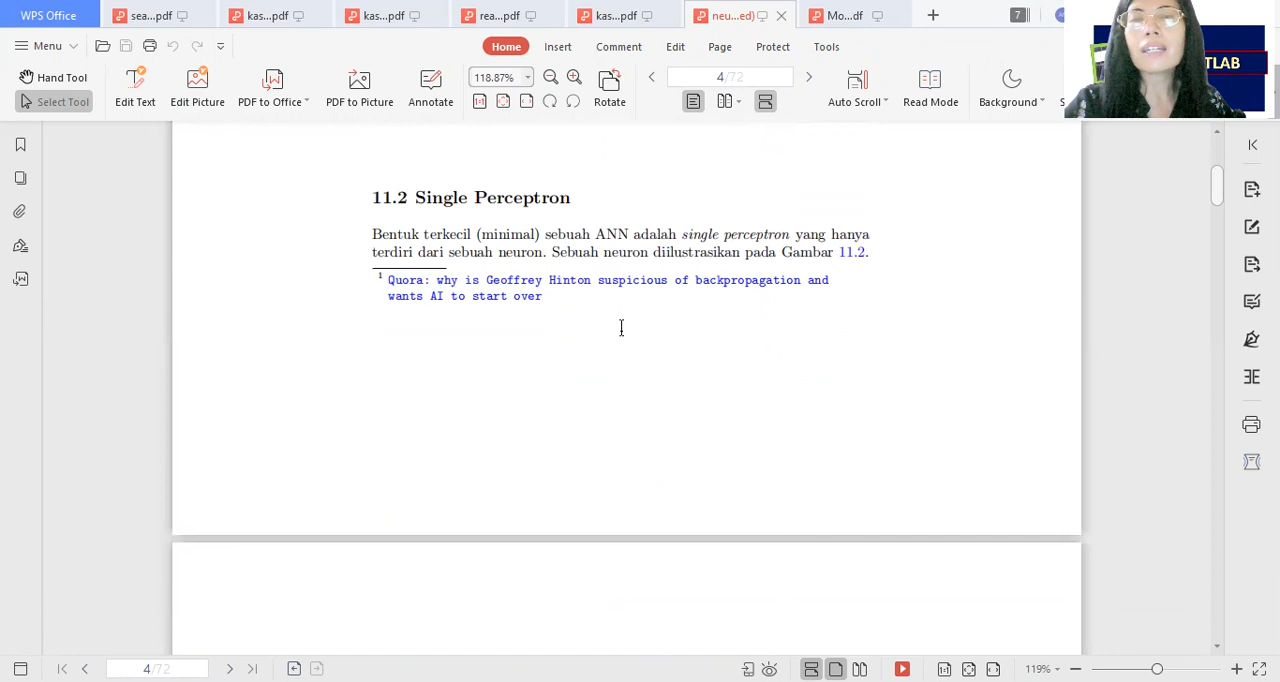 WPS Office
sea....pdf
kas....pdf
kas....pdf
rea....pdf
kas....pdf
neu...ed)
Mo...df
7
Menu
Home
Insert
Comment
Edit
Page
Protect
Tools
TLAB
Hand Tool
Select Tool
Edit Text
Edit Picture
PDF to Office
PDF to Picture
Annotate
118.87%
Rotate
4/72
Auto Scroll
Read Mode
Background
11.2 Single Perceptron
Bentuk terkecil (minimal) sebuah ANN adalah single perceptron yang hanya
terdiri dari sebuah neuron. Sebuah neuron diilustrasikan pada Gambar 11.2.
1 Quora: why is Geoffrey Hinton suspicious of backpropagation and
wants AI to start over
4/72
119%